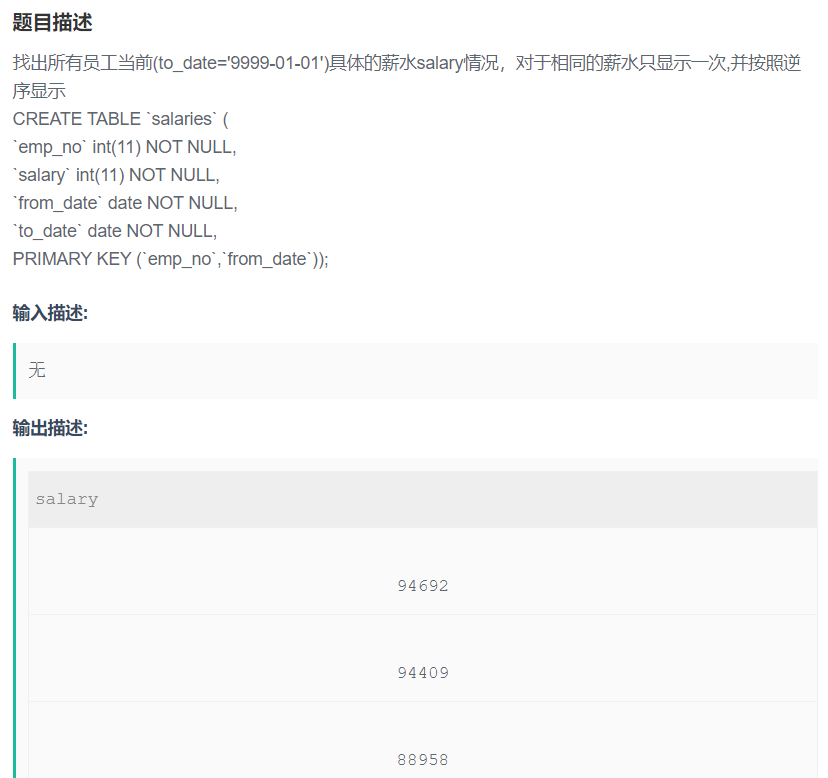 题目描述
找出所有员工当前(to_date='9999-01-01')具体的薪水salary情况，对于相同的薪水只显示一次,并按照逆
序显示
CREATE TABLE `salaries` (
`emp_no` int(11) NOT NULL,
`salary` int(11) NOT NULL,
`from_date` date NOT NULL,
`to_date` date NOT NULL,
PRIMARY KEY (`emp_no`,`from_date`));
输入描述:
无
输出描述:
salary
94692
94409
88958